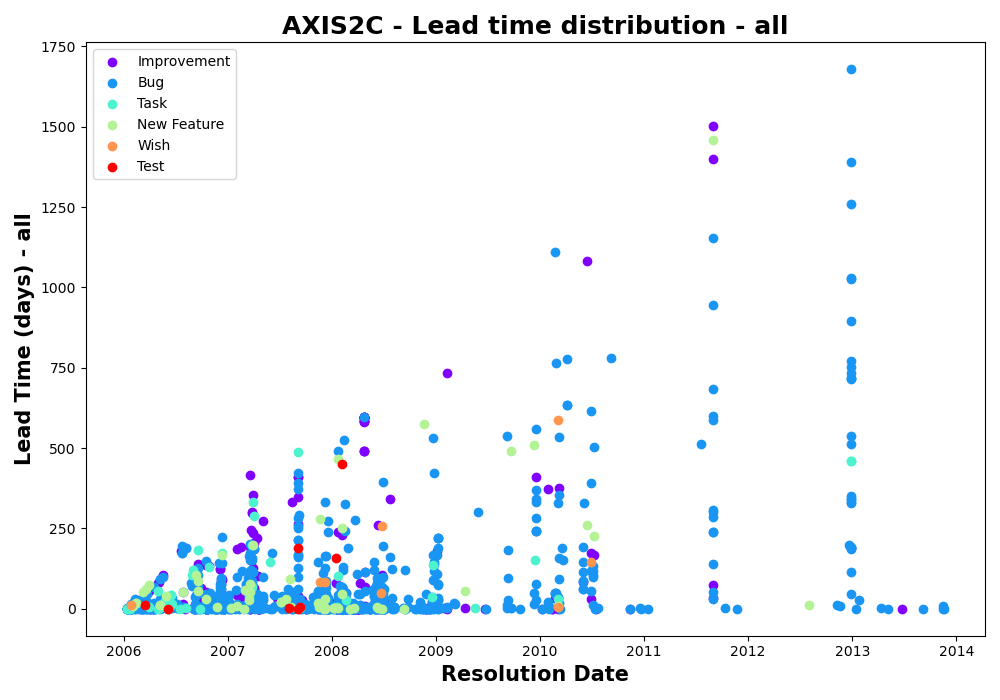 AXIS2C - Lead time distribution - all
Improvement
Bug
Task
New Feature
Wish
Test
Lead Time (days) - all
1750
1500
1250
1000
750
500
250
0
2006 2007 2008 2009 2010 2011 2012 2013 2014
Resolution Date